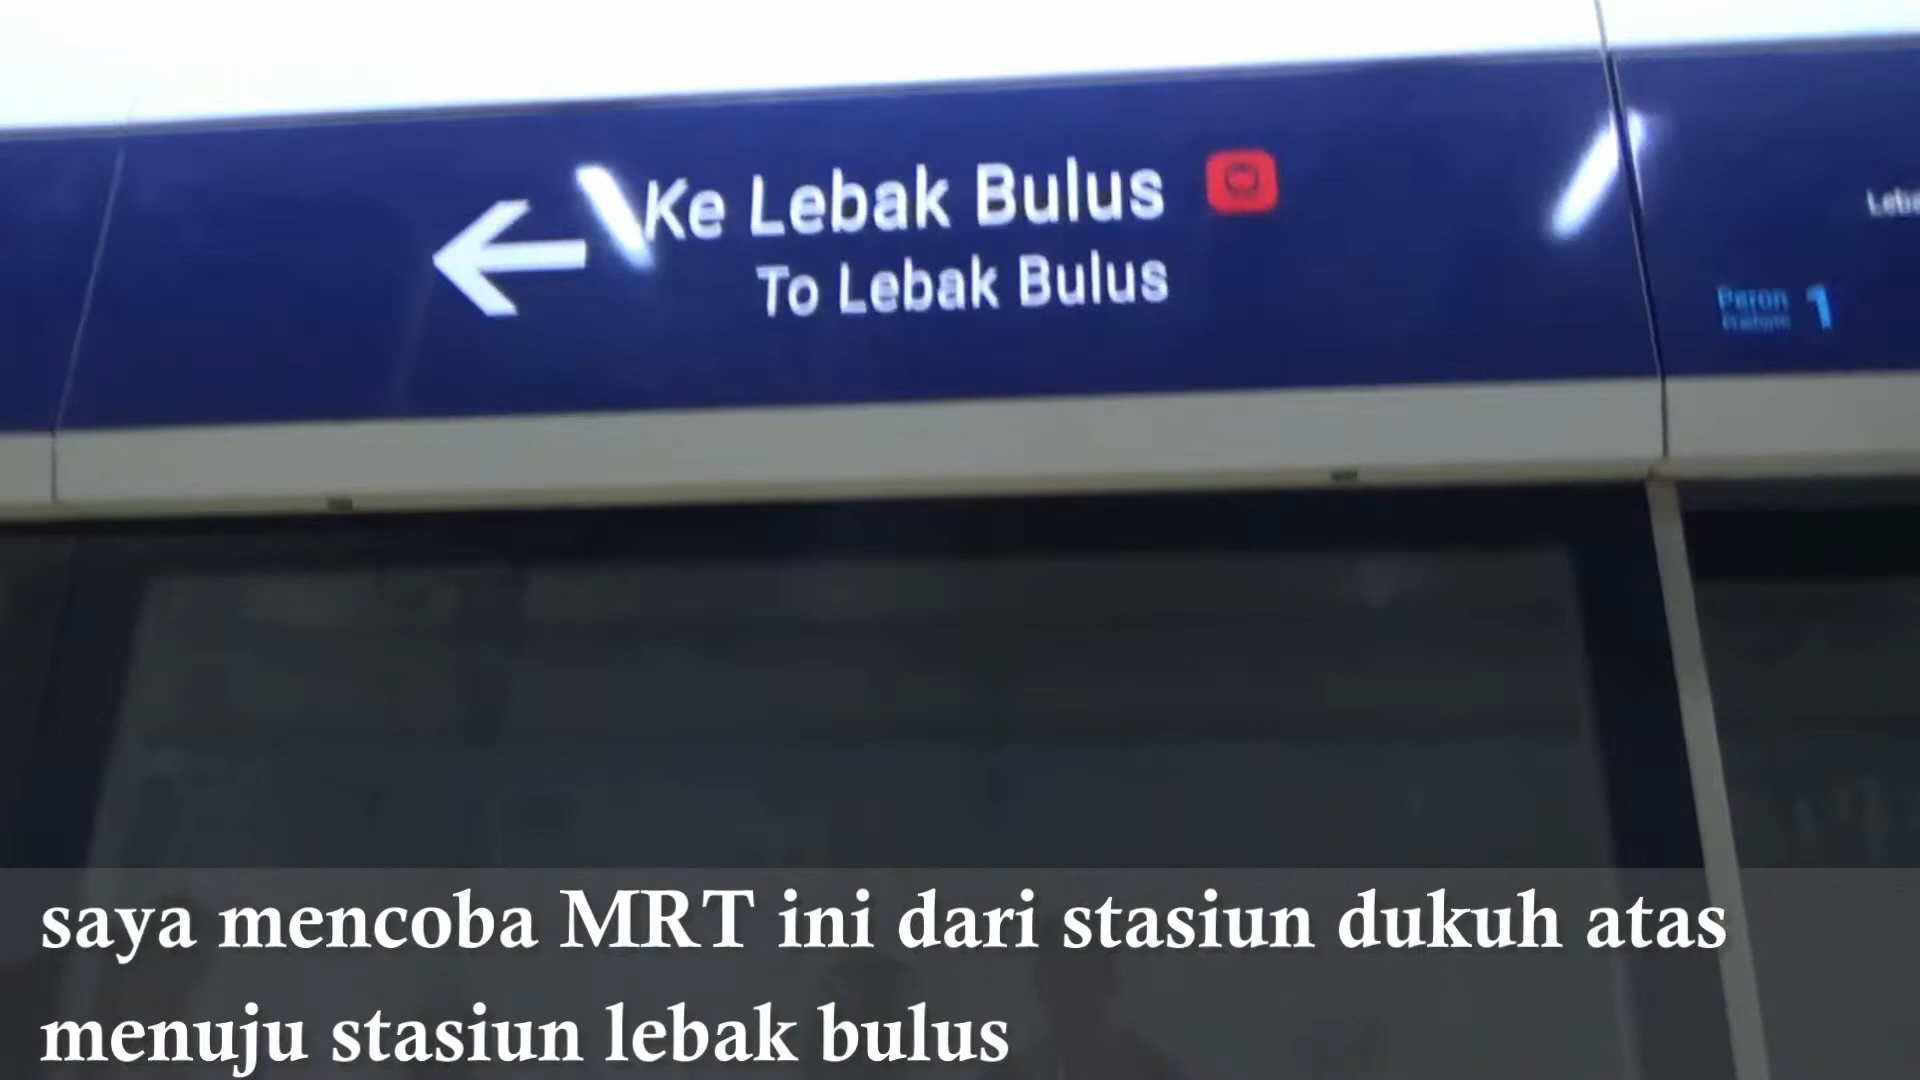 Ke Lebak Bulus
To Lebak Bulus
Peron 1
saya mencoba MRT ini dari stasiun dukuh atas
menuju stasiun lebak bulus